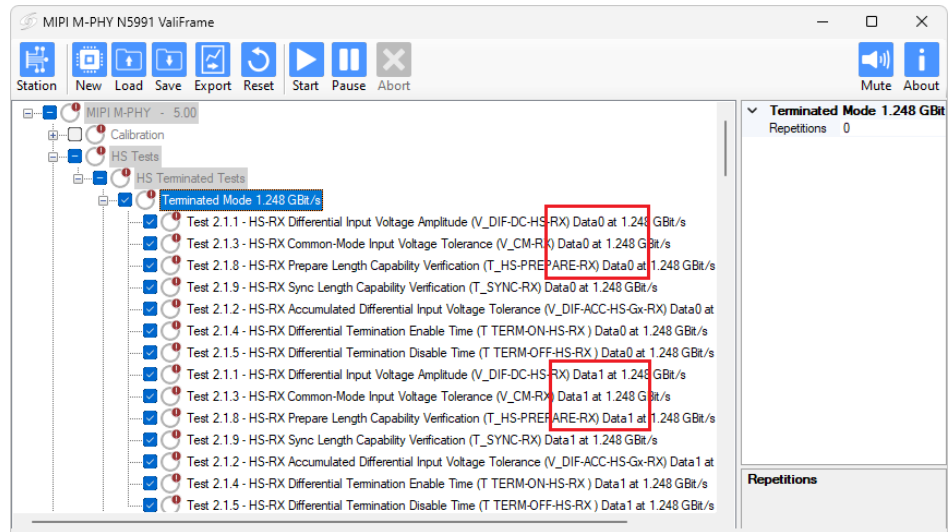 MIPI M-PHY N5991 ValiFrame
Station New Load Save Export Reset Start Pause Abort Mute About
MIPI M-PHY - 5.00
Calibration
HS Tests
HS Terminated Tests
Terminated Mode 1.248 GBit/s
Test 2.1.1 - HS-RX Differential Input Voltage Amplitude (V_DIF-DC-HS-RX) Data0 at 1.248 GBit/s
Test 2.1.3 - HS-RX Common-Mode Input Voltage Tolerance (V_CM-RX) Data0 at 1.248 GBit/s
Test 2.1.8 - HS-RX Prepare Length Capability Verification (T_HS-PREPARE-RX) Data0 at 1.248 GBit/s
Test 2.1.9 - HS-RX Sync Length Capability Verification (T_SYNC-RX) Data0 at 1.248 GBit/s
Test 2.1.2 - HS-RX Accumulated Differential Input Voltage Tolerance (V_DIF-ACC-HS-Gx-RX) Data0 at
Test 2.1.4 - HS-RX Differential Termination Enable Time (T TERM-ON-HS-RX ) Data0 at 1.248 GBit/s
Test 2.1.5 - HS-RX Differential Termination Disable Time (T TERM-OFF-HS-RX ) Data0 at 1.248 GBit/s
Test 2.1.1 - HS-RX Differential Input Voltage Amplitude (V_DIF-DC-HS-RX) Data1 at 1.248 GBit/s
Test 2.1.3 - HS-RX Common-Mode Input Voltage Tolerance (V_CM-RX) Data1 at 1.248 GBit/s
Test 2.1.8 - HS-RX Prepare Length Capability Verification (T_HS-PREPARE-RX) Data1 at 1.248 GBit/s
Test 2.1.9 - HS-RX Sync Length Capability Verification (T_SYNC-RX) Data1 at 1.248 GBit/s
Test 2.1.2 - HS-RX Accumulated Differential Input Voltage Tolerance (V_DIF-ACC-HS-Gx-RX) Data1 at
Test 2.1.4 - HS-RX Differential Termination Enable Time (T TERM-ON-HS-RX ) Data1 at 1.248 GBit/s
Test 2.1.5 - HS-RX Differential Termination Disable Time (T TERM-OFF-HS-RX ) Data1 at 1.248 GBit/s
Terminated Mode 1.248 GBit
Repetitions 0
Repetitions